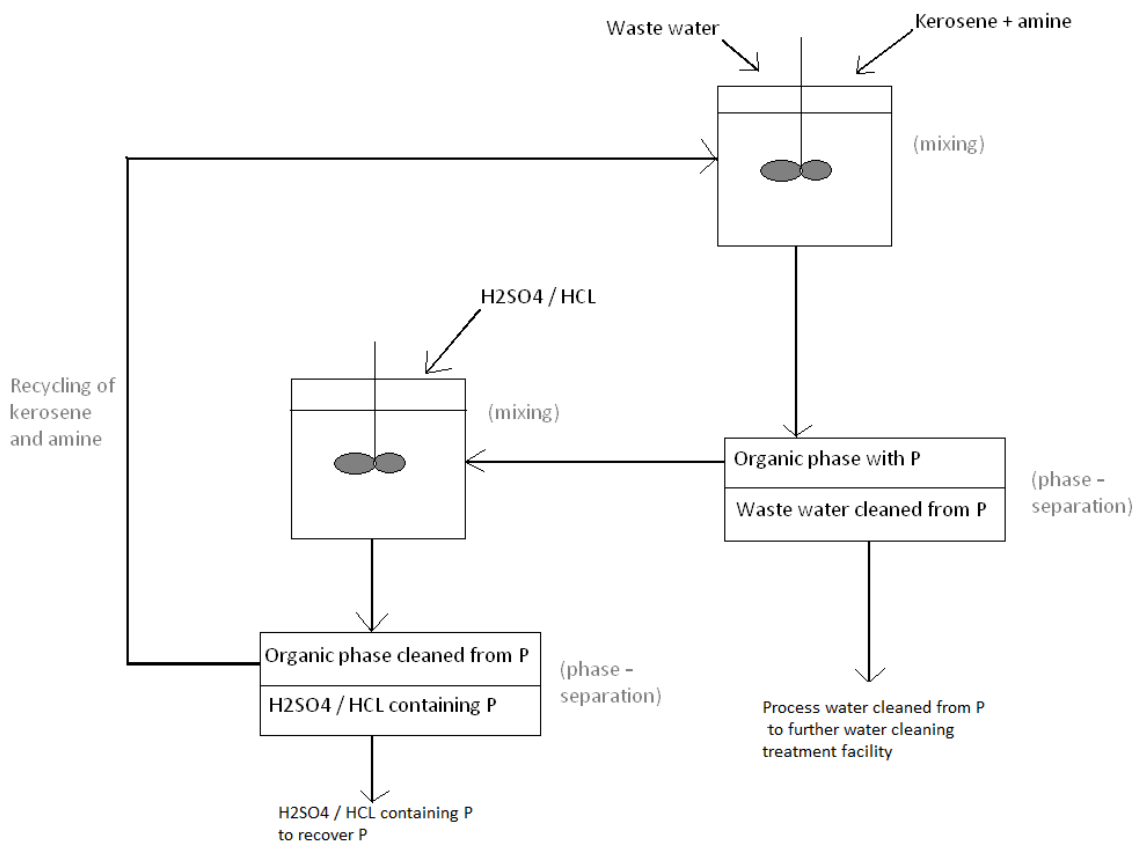 Waste water
Kerosene + amine
(mixing)
H2SO4 / HCL
(mixing)
Recycling of
kerosene
and amine
Organic phase with P
Waste water cleaned from P
(phase –
separation)
Organic phase cleaned from P
H2SO4 / HCL containing P
(phase –
separation)
Process water cleaned from P
to further water cleaning
treatment facility
H2SO4 / HCL containing P
to recover P